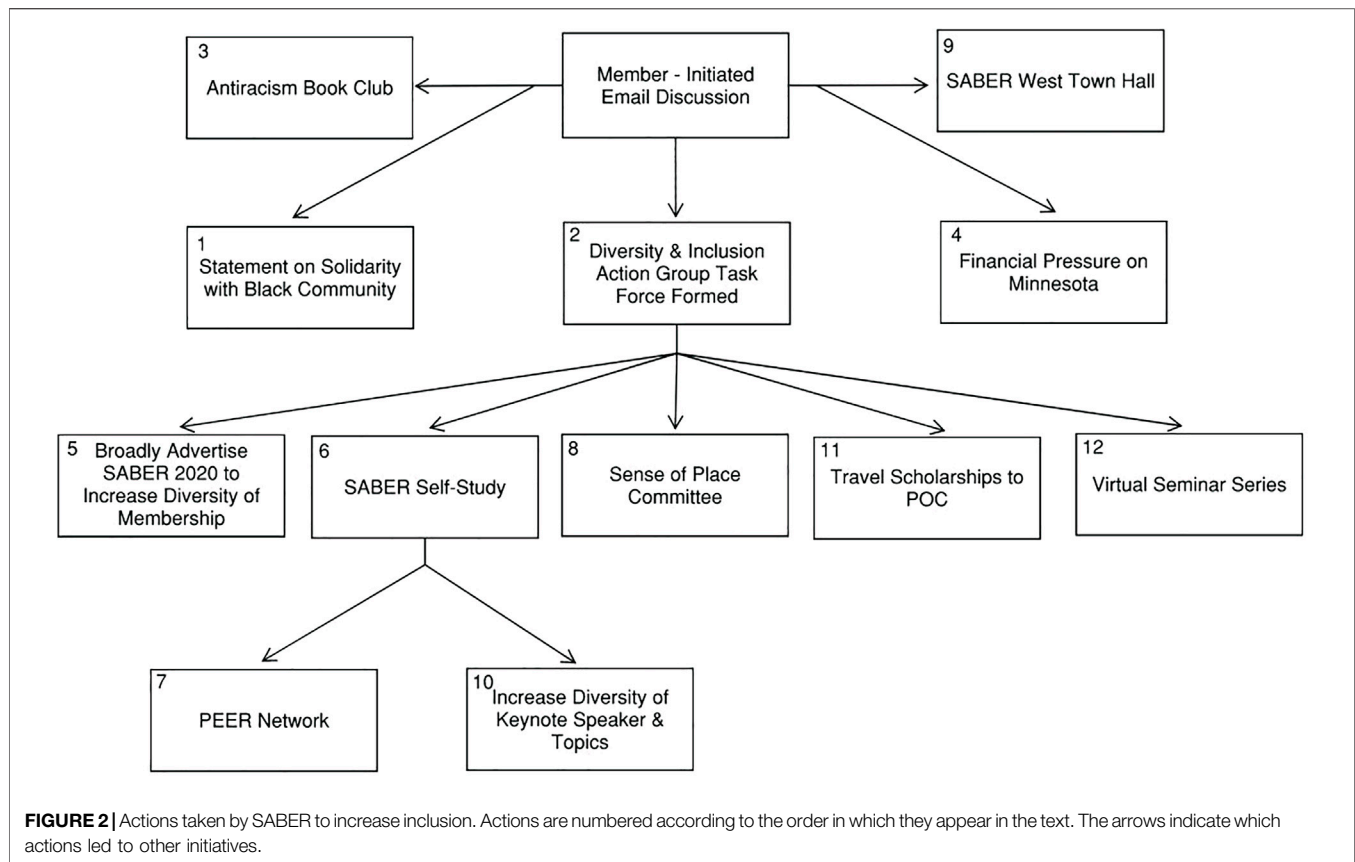 3
Antiracism Book Club
Member - Initiated
Email Discussion
9
SABER West Town Hall
1
Statement on Solidarity
with Black Community
2
Diversity & Inclusion
Action Group Task
Force Formed
4
Financial Pressure on
Minnesota
5
Broadly Advertise
SABER 2020 to
Increase Diversity of
Membership
6
SABER Self-Study
8
Sense of Place
Committee
11
Travel Scholarships to
POC
12
Virtual Seminar Series
7
PEER Network
10
Increase Diversity of
Keynote Speaker &
Topics
FIGURE 2 | Actions taken by SABER to increase inclusion. Actions are numbered according to the order in which they appear in the text. The arrows indicate which
actions led to other initiatives.